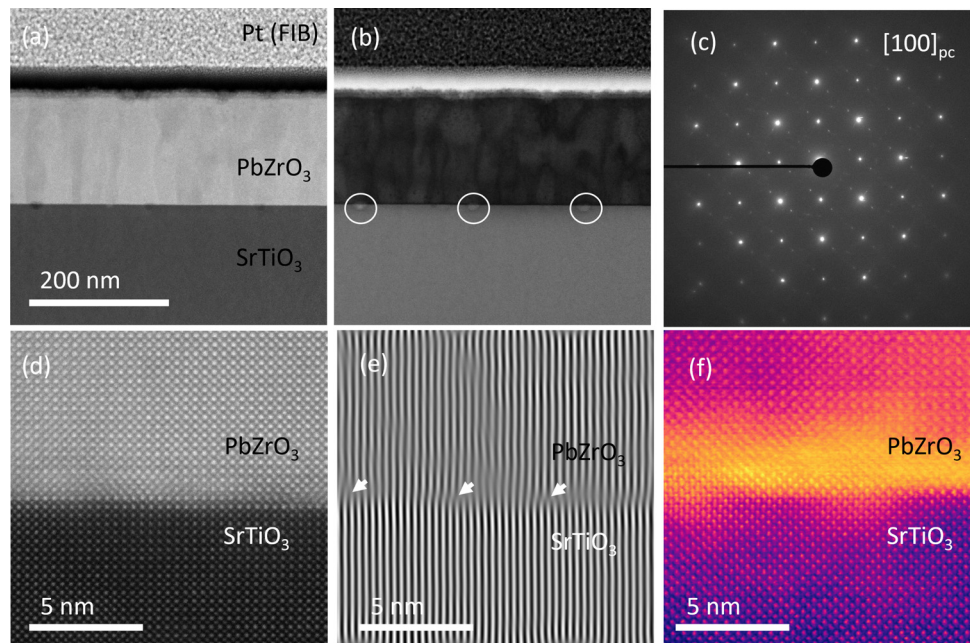 (a)
Pt (FIB)
PbZrO₃
SrTiO₃
200 nm
(b)
(c)
[100]pc
(d)
PbZrO₃
SrTiO₃
5 nm
(e)
PbZrO₃
SrTiO₃
5 nm
(f)
PbZrO₃
SrTiO₃
5 nm